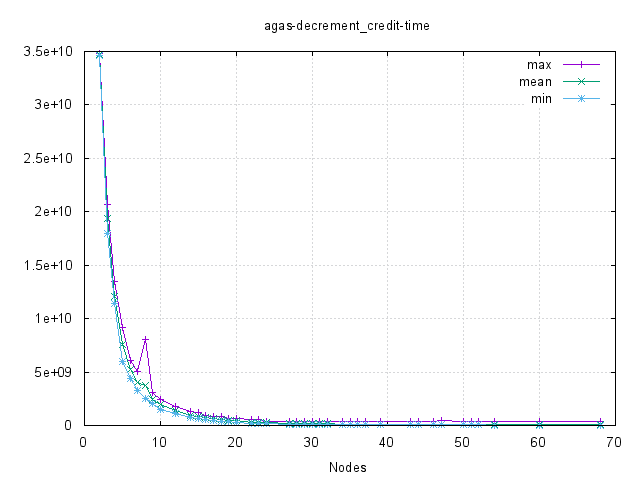 agas-decrement_credit-time
max
mean
min
3.5e+10
3e+10
2.5e+10
2e+10
1.5e+10
1e+10
5e+09
0
0 10 20 30 40 50 60 70
Nodes